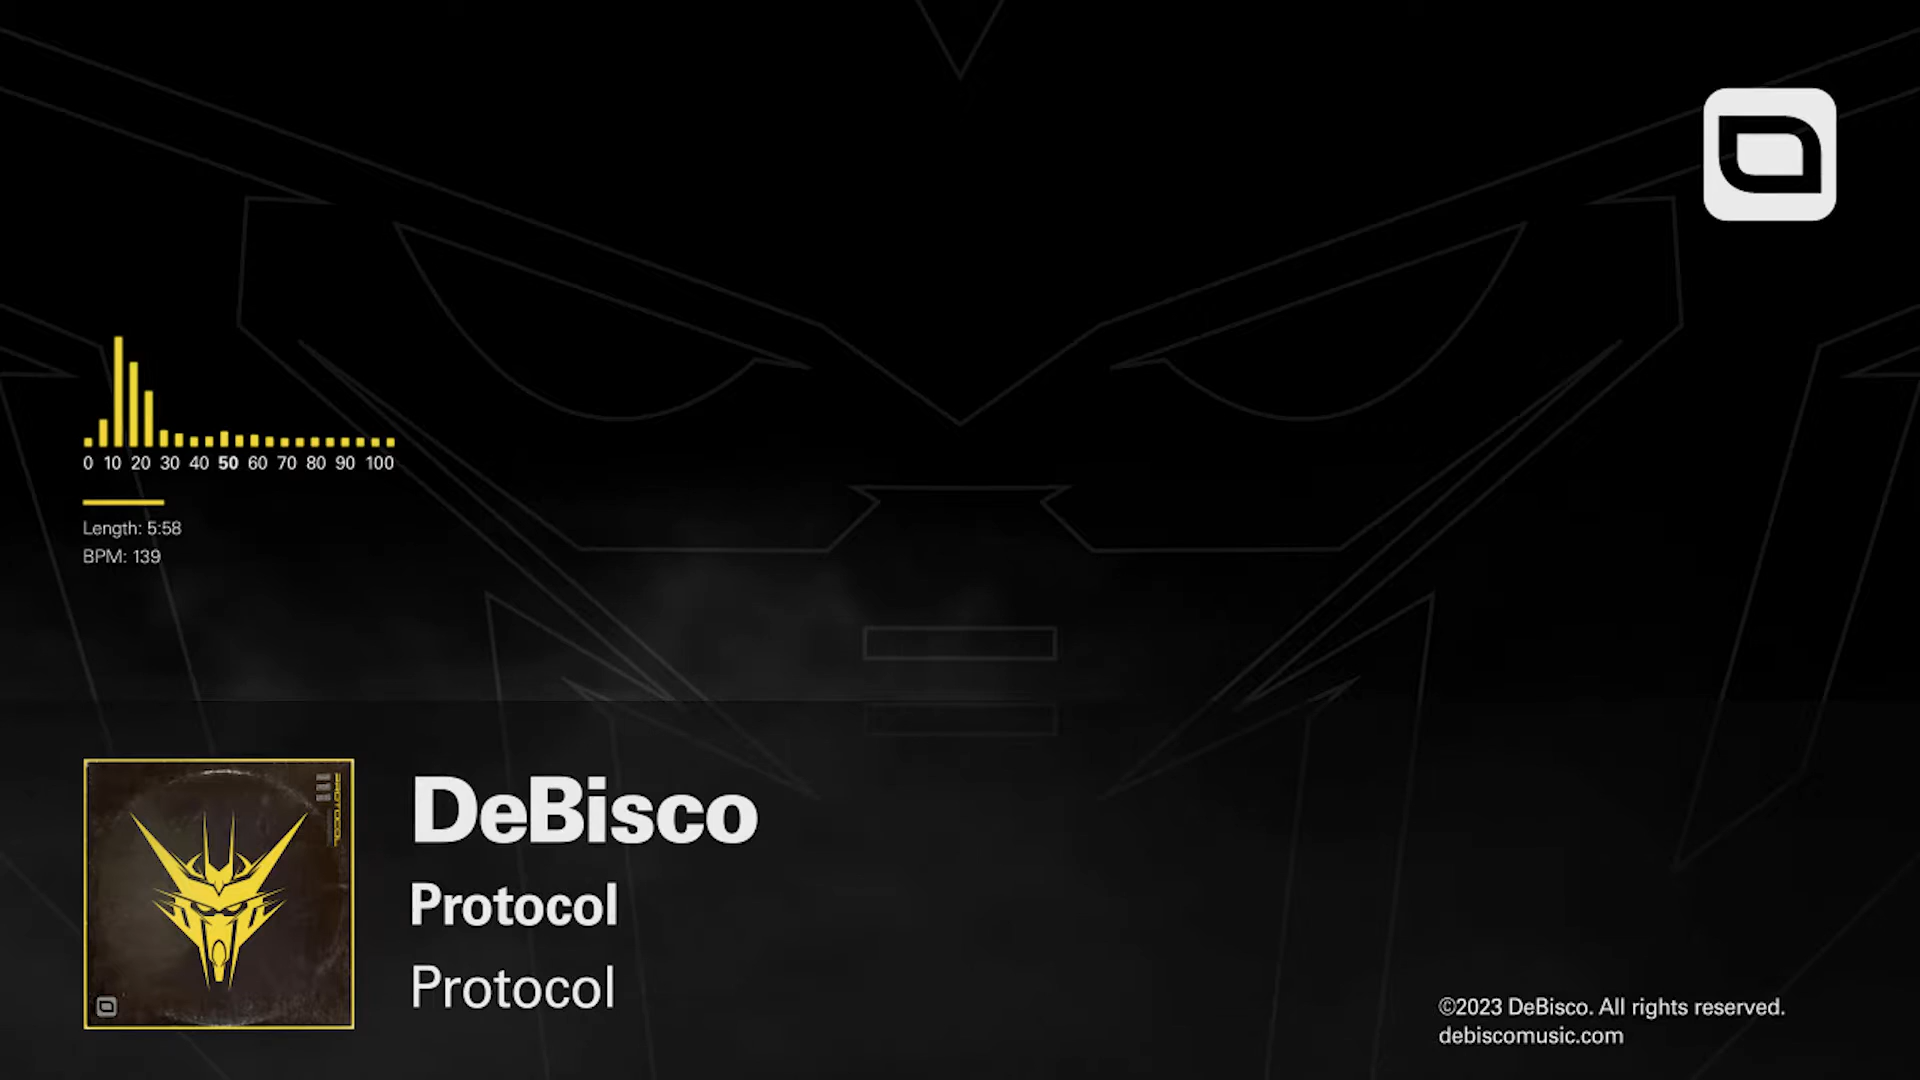 0 10 20 30 40 50 60 70 80 90 100
Length: 5:58
BPM: 139
PROTOCOL
DeBisco
Protocol
Protocol
©2023 DeBisco. All rights reserved.
debiscomusic.com